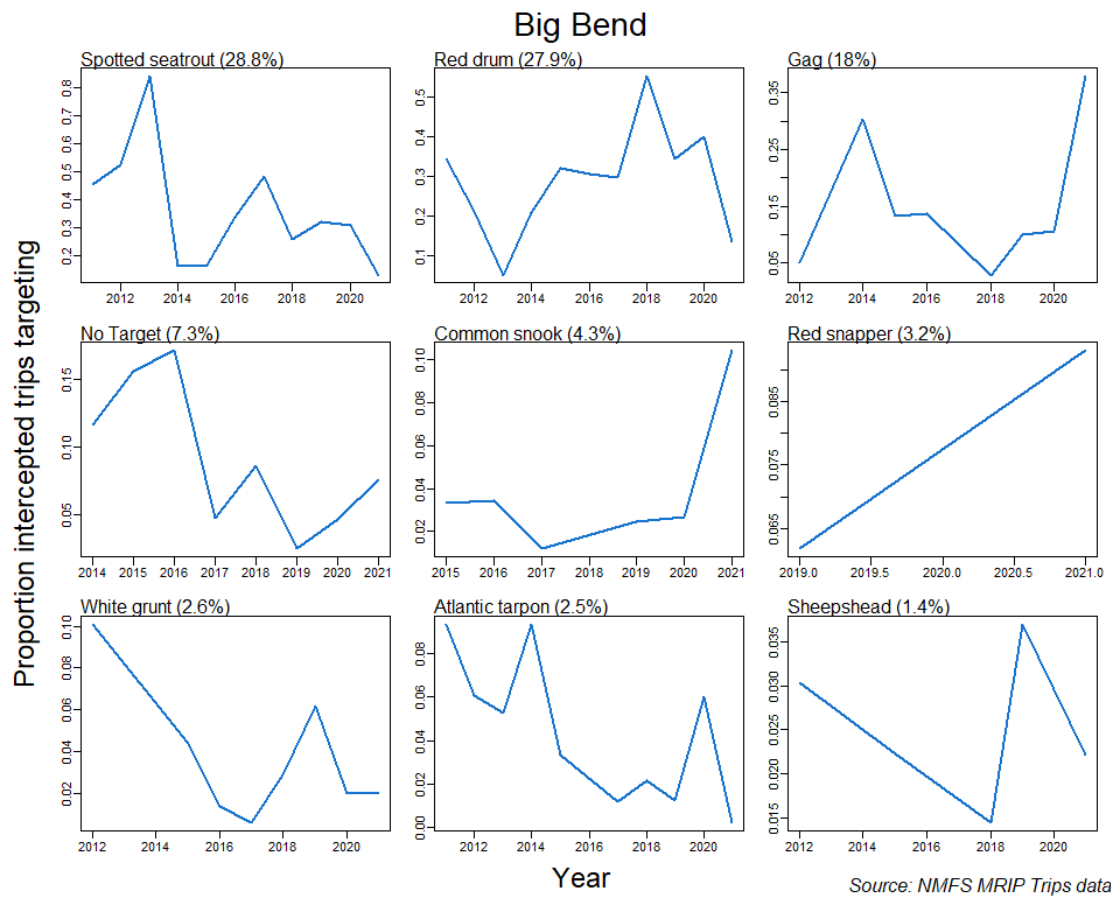 Big Bend
Proportion intercepted trips targeting
Spotted seatrout (28.8%)
0.8
0.7
0.6
0.5
0.4
0.3
0.2
2012 2014 2016 2018 2020
Red drum (27.9%)
0.5
0.4
0.3
0.2
0.1
2012 2014 2016 2018 2020
Gag (18%)
0.35
0.25
0.15
0.05
2012 2014 2016 2018 2020
No Target (7.3%)
0.15
0.10
0.05
2014 2015 2016 2017 2018 2019 2020 2021
Common snook (4.3%)
0.10
0.08
0.06
0.04
0.02
2015 2016 2017 2018 2019 2020 2021
Red snapper (3.2%)
0.085
0.075
0.065
2019.0 2019.5 2020.0 2020.5 2021.0
White grunt (2.6%)
0.10
0.08
0.06
0.04
0.02
2012 2014 2016 2018 2020
Atlantic tarpon (2.5%)
0.08
0.06
0.04
0.02
0.00
2012 2014 2016 2018 2020
Sheepshead (1.4%)
0.035
0.030
0.025
0.020
0.015
2012 2014 2016 2018 2020
Year
Source: NMFS MRIP Trips data